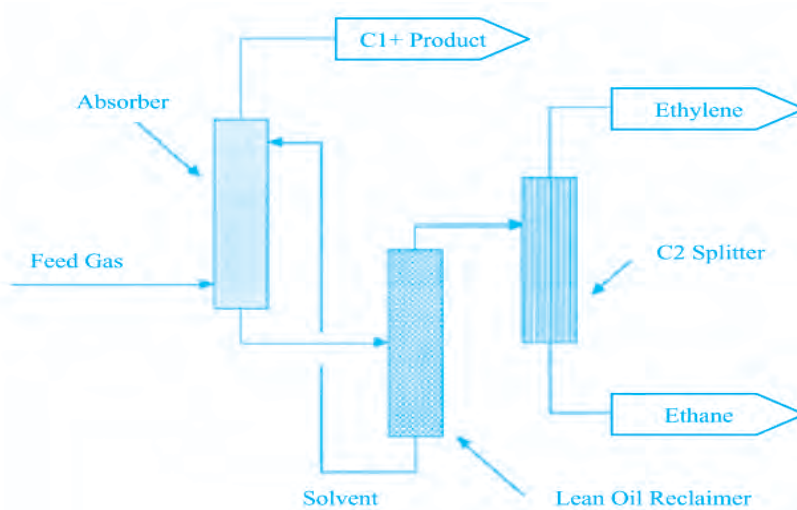 C1+ Product
Absorber
Ethylene
Feed Gas
C2 Splitter
Ethane
Solvent
Lean Oil Reclaimer